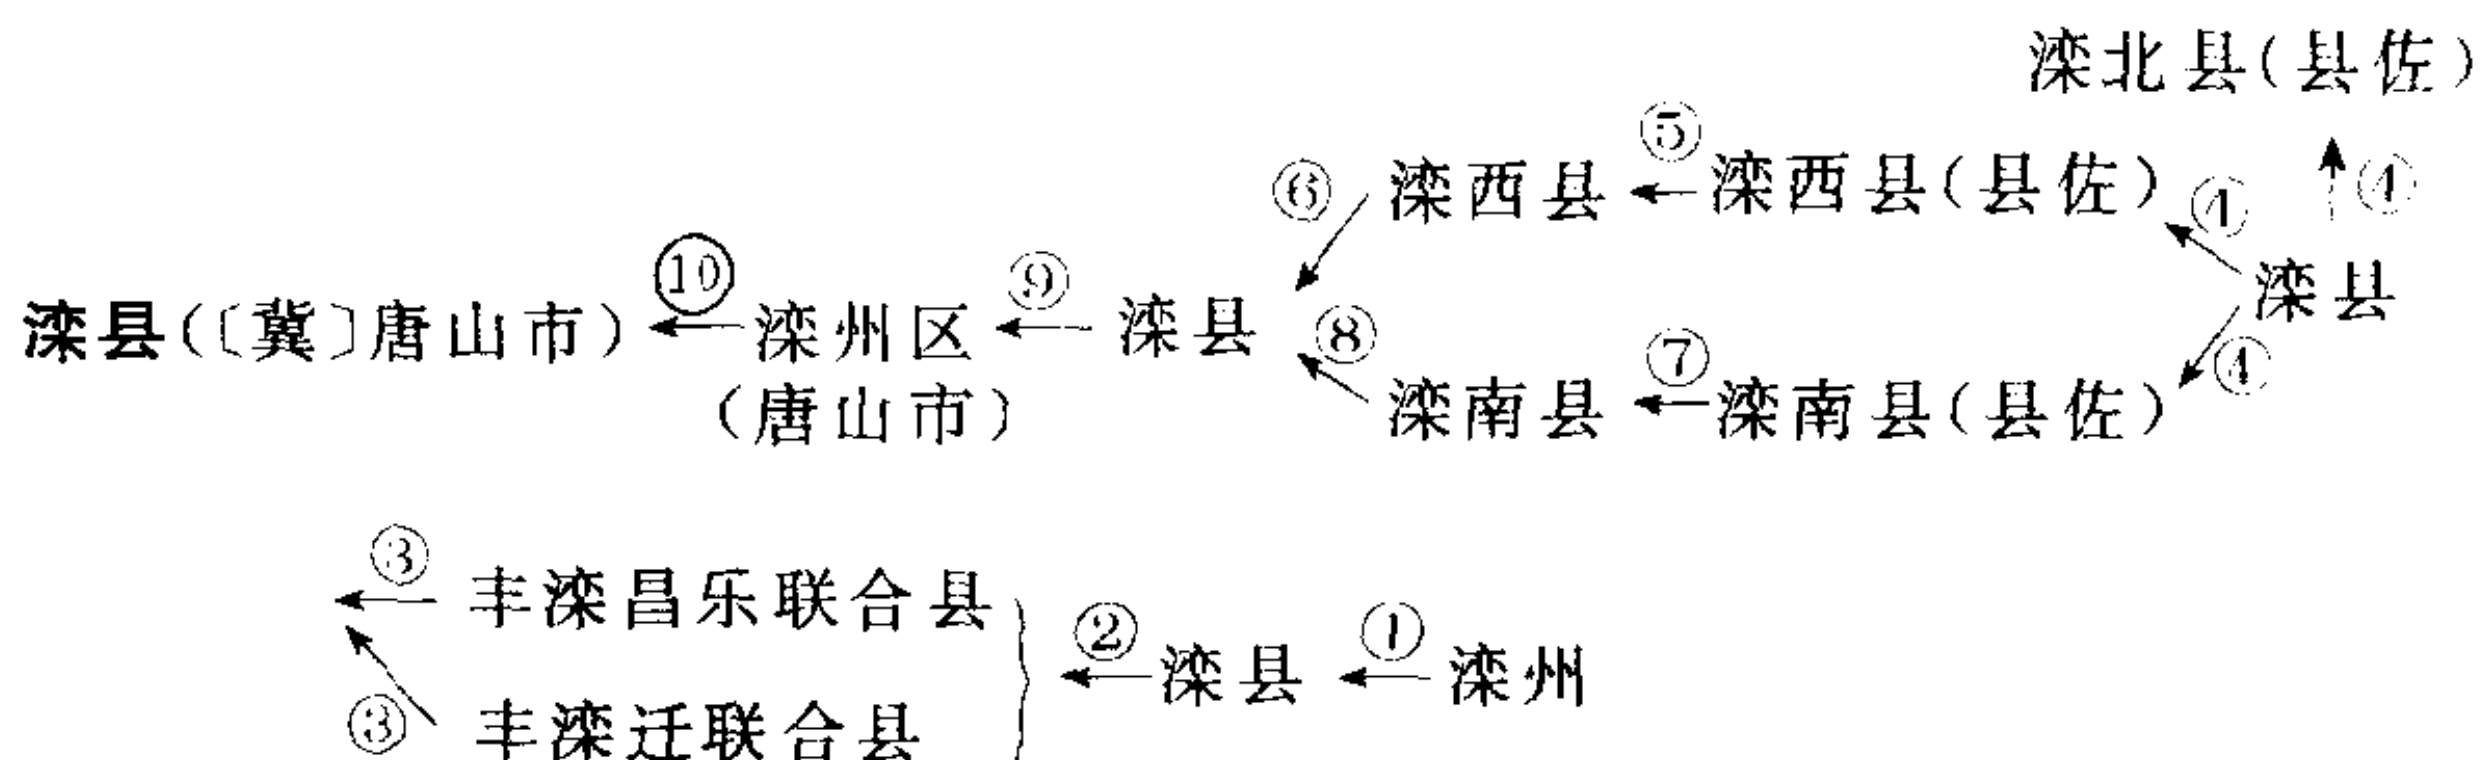 滦北县(县佐)
⑤ ④
⑥ 滦西县 滦西县(县佐) ④
⑩ ⑨ 滦县
滦县(〔冀〕唐山市) 滦州区 滦县 ⑧ ⑦ ④
(唐山市) 滦南县 滦南县(县佐)
③ 丰滦昌乐联合县 ② ①
滦县 滦州
③ 丰滦迁联合县